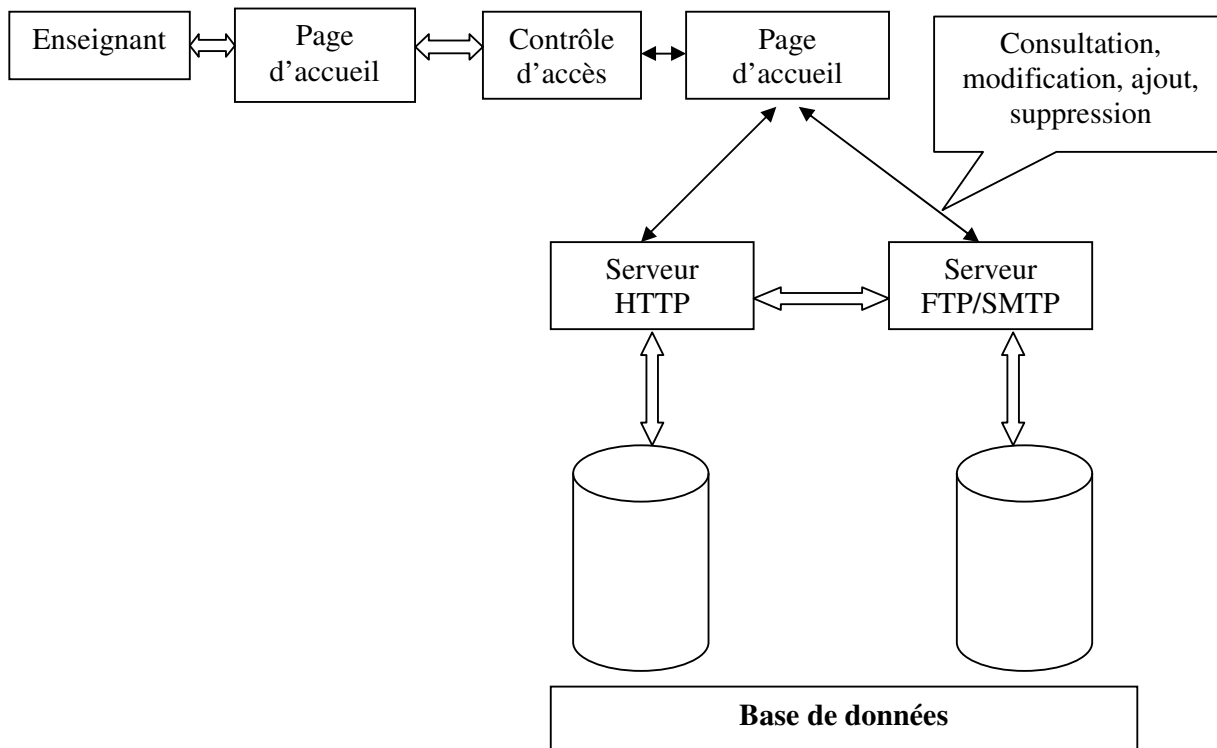 Enseignant
Page
d’accueil
Contrôle
d’accès
Page
d’accueil
Consultation,
modification, ajout,
suppression
Serveur
HTTP
Serveur
FTP/SMTP
Base de données